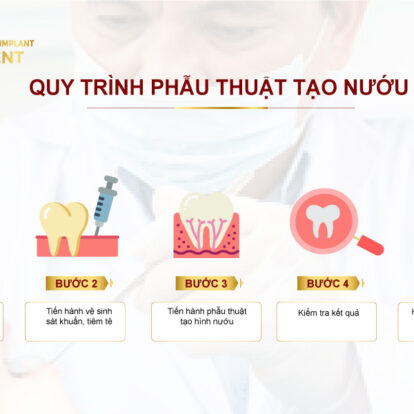 IMPLANT
ENT
QUY TRÌNH PHẪU THUẬT TẠO NƯỚU
BƯỚC 2
BƯỚC 3
BƯỚC 4
Tiến hành vệ sinh
sát khuẩn, tiêm tê
Tiến hành phẫu thuật
tạo hình nướu
Kiểm tra kết quả